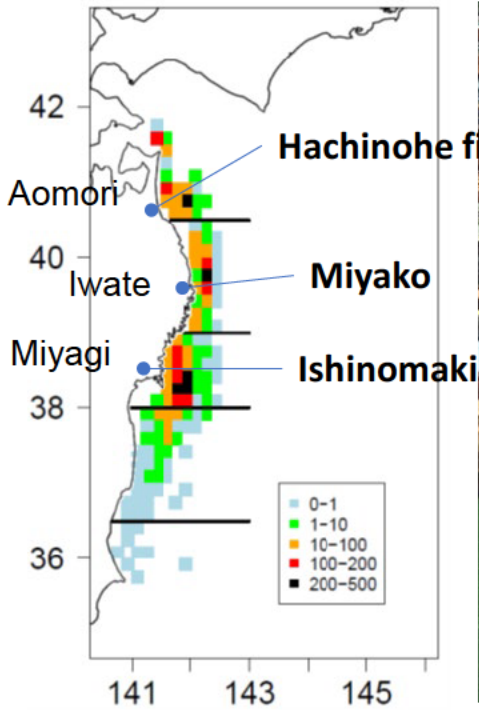 42
Hachinohe fi
Aomori
40
Iwate
Miyako
Miyagi
Ishinomaki
38
0-1
1-10
10-100
100-200
200-500
36
141
143
145